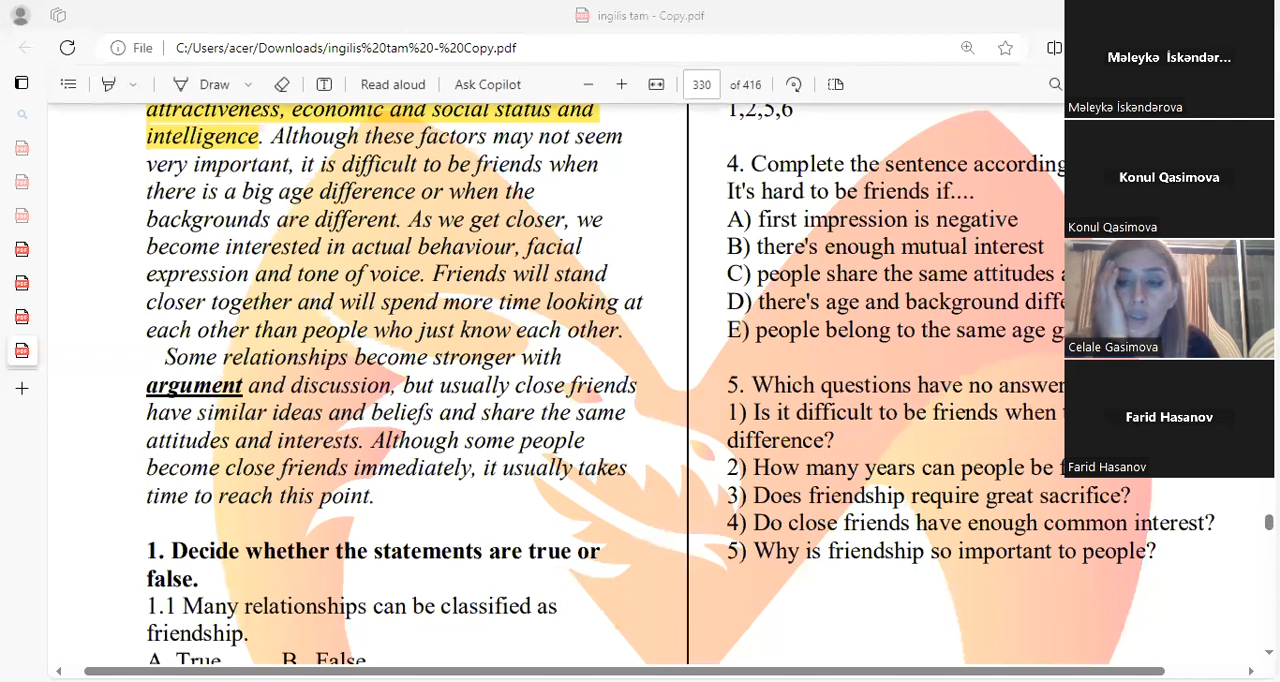 ingilis tam - Copy.pdf
File C:/Users/acer/Downloads/ingilis%20tam%20-%20Copy.pdf
Draw Read aloud Ask Copilot 330 of 416
attractiveness, economic and social status and
intelligence. Although these factors may not seem
very important, it is difficult to be friends when
there is a big age difference or when the
backgrounds are different. As we get closer, we
become interested in actual behaviour, facial
expression and tone of voice. Friends will stand
closer together and will spend more time looking at
each other than people who just know each other.
Some relationships become stronger with
argument and discussion, but usually close friends
have similar ideas and beliefs and share the same
attitudes and interests. Although some people
become close friends immediately, it usually takes
time to reach this point.
1. Decide whether the statements are true or
false.
1.1 Many relationships can be classified as
friendship.
A True B False
1,2,5,6
4. Complete the sentence according
It's hard to be friends if....
A) first impression is negative
B) there's enough mutual interest
C) people share the same attitudes
D) there's age and background
E) people belong to the same age
5. Which questions have no answer
1) Is it difficult to be friends when
difference?
2) How many years can people be
3) Does friendship require great sacrifice?
4) Do close friends have enough common interest?
5) Why is friendship so important to people?
Məleykə İskəndər...
Məleykə İskəndərova
Konul Qasimova
Konul Qasimova
Celale Gasimova
Farid Hasanov
Farid Hasanov